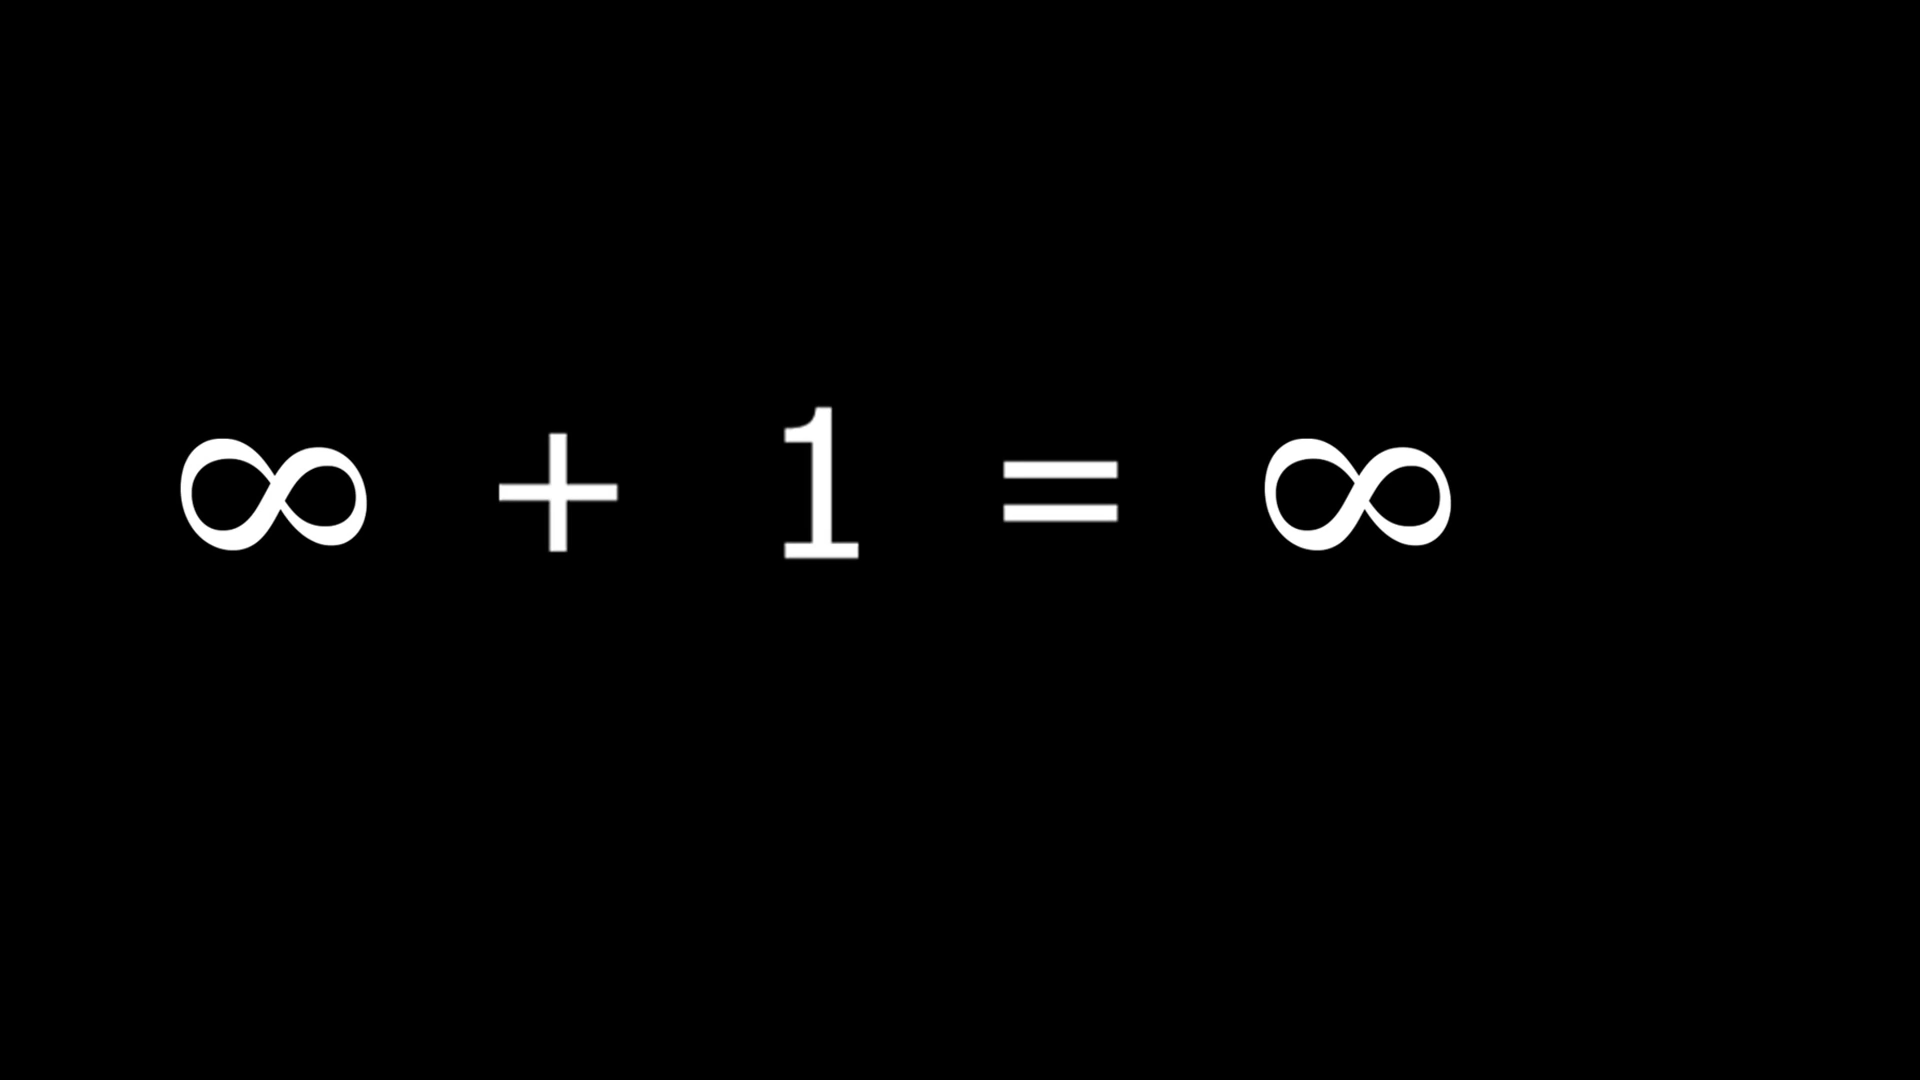 ∞ + 1 = ∞